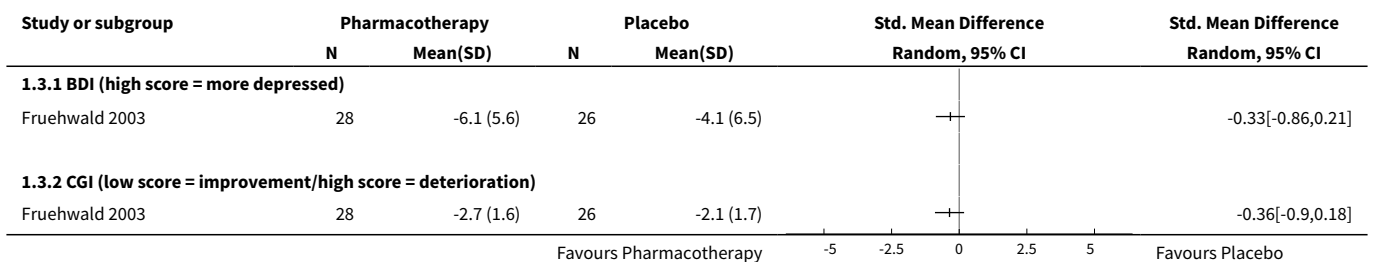 Study or subgroup Pharmacotherapy Placebo Std. Mean Difference Std. Mean Difference
N Mean(SD) N Mean(SD) Random, 95% CI Random, 95% CI
1.3.1 BDI (high score = more depressed)
Fruehwald 2003 28 -6.1 (5.6) 26 -4.1 (6.5) -0.33[-0.86,0.21]
1.3.2 CGI (low score = improvement/high score = deterioration)
Fruehwald 2003 28 -2.7 (1.6) 26 -2.1 (1.7) -0.36[-0.9,0.18]
Favours Pharmacotherapy -5 -2.5 0 2.5 5 Favours Placebo